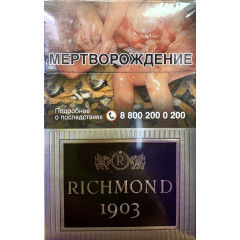 МЕРТВОРОЖДЕНИЕ
Подробнее
о последствиях
8 800 200 0 200
R
RICHMOND
1903